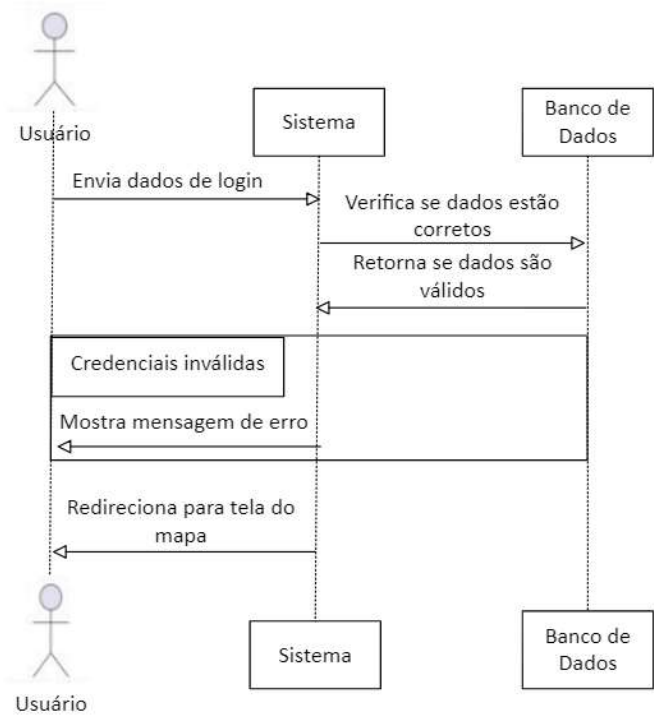 Usuário
Sistema
Banco de
Dados
Envia dados de login
Verifica se dados estão
corretos
Retorna se dados são
válidos
Credenciais inválidas
Mostra mensagem de erro
Redireciona para tela do
mapa
Usuário
Sistema
Banco de
Dados